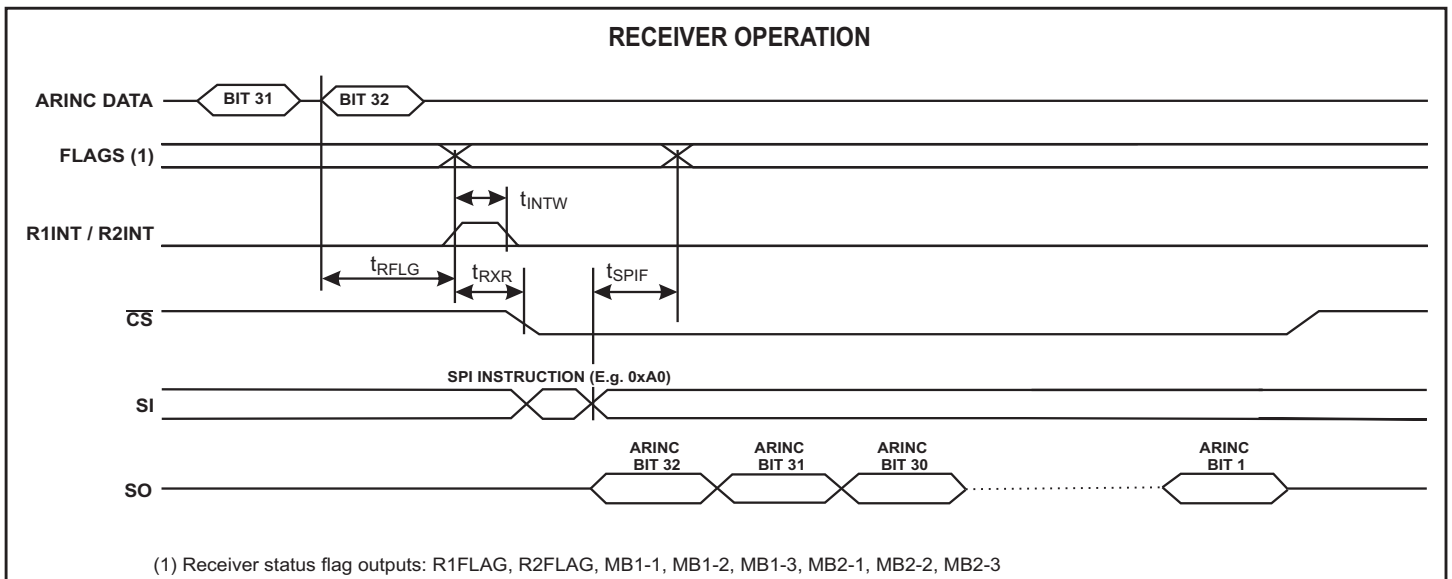 RECEIVER OPERATION
ARINC DATA
BIT 31
BIT 32
FLAGS (1)
tINTW
R1INT / R2INT
tRFLG
tRXR
tSPIF
CS
SPI INSTRUCTION (E.g. 0xA0)
SI
ARINC
BIT 32
ARINC
BIT 31
ARINC
BIT 30
ARINC
BIT 1
SO
(1) Receiver status flag outputs: R1FLAG, R2FLAG, MB1-1, MB1-2, MB1-3, MB2-1, MB2-2, MB2-3